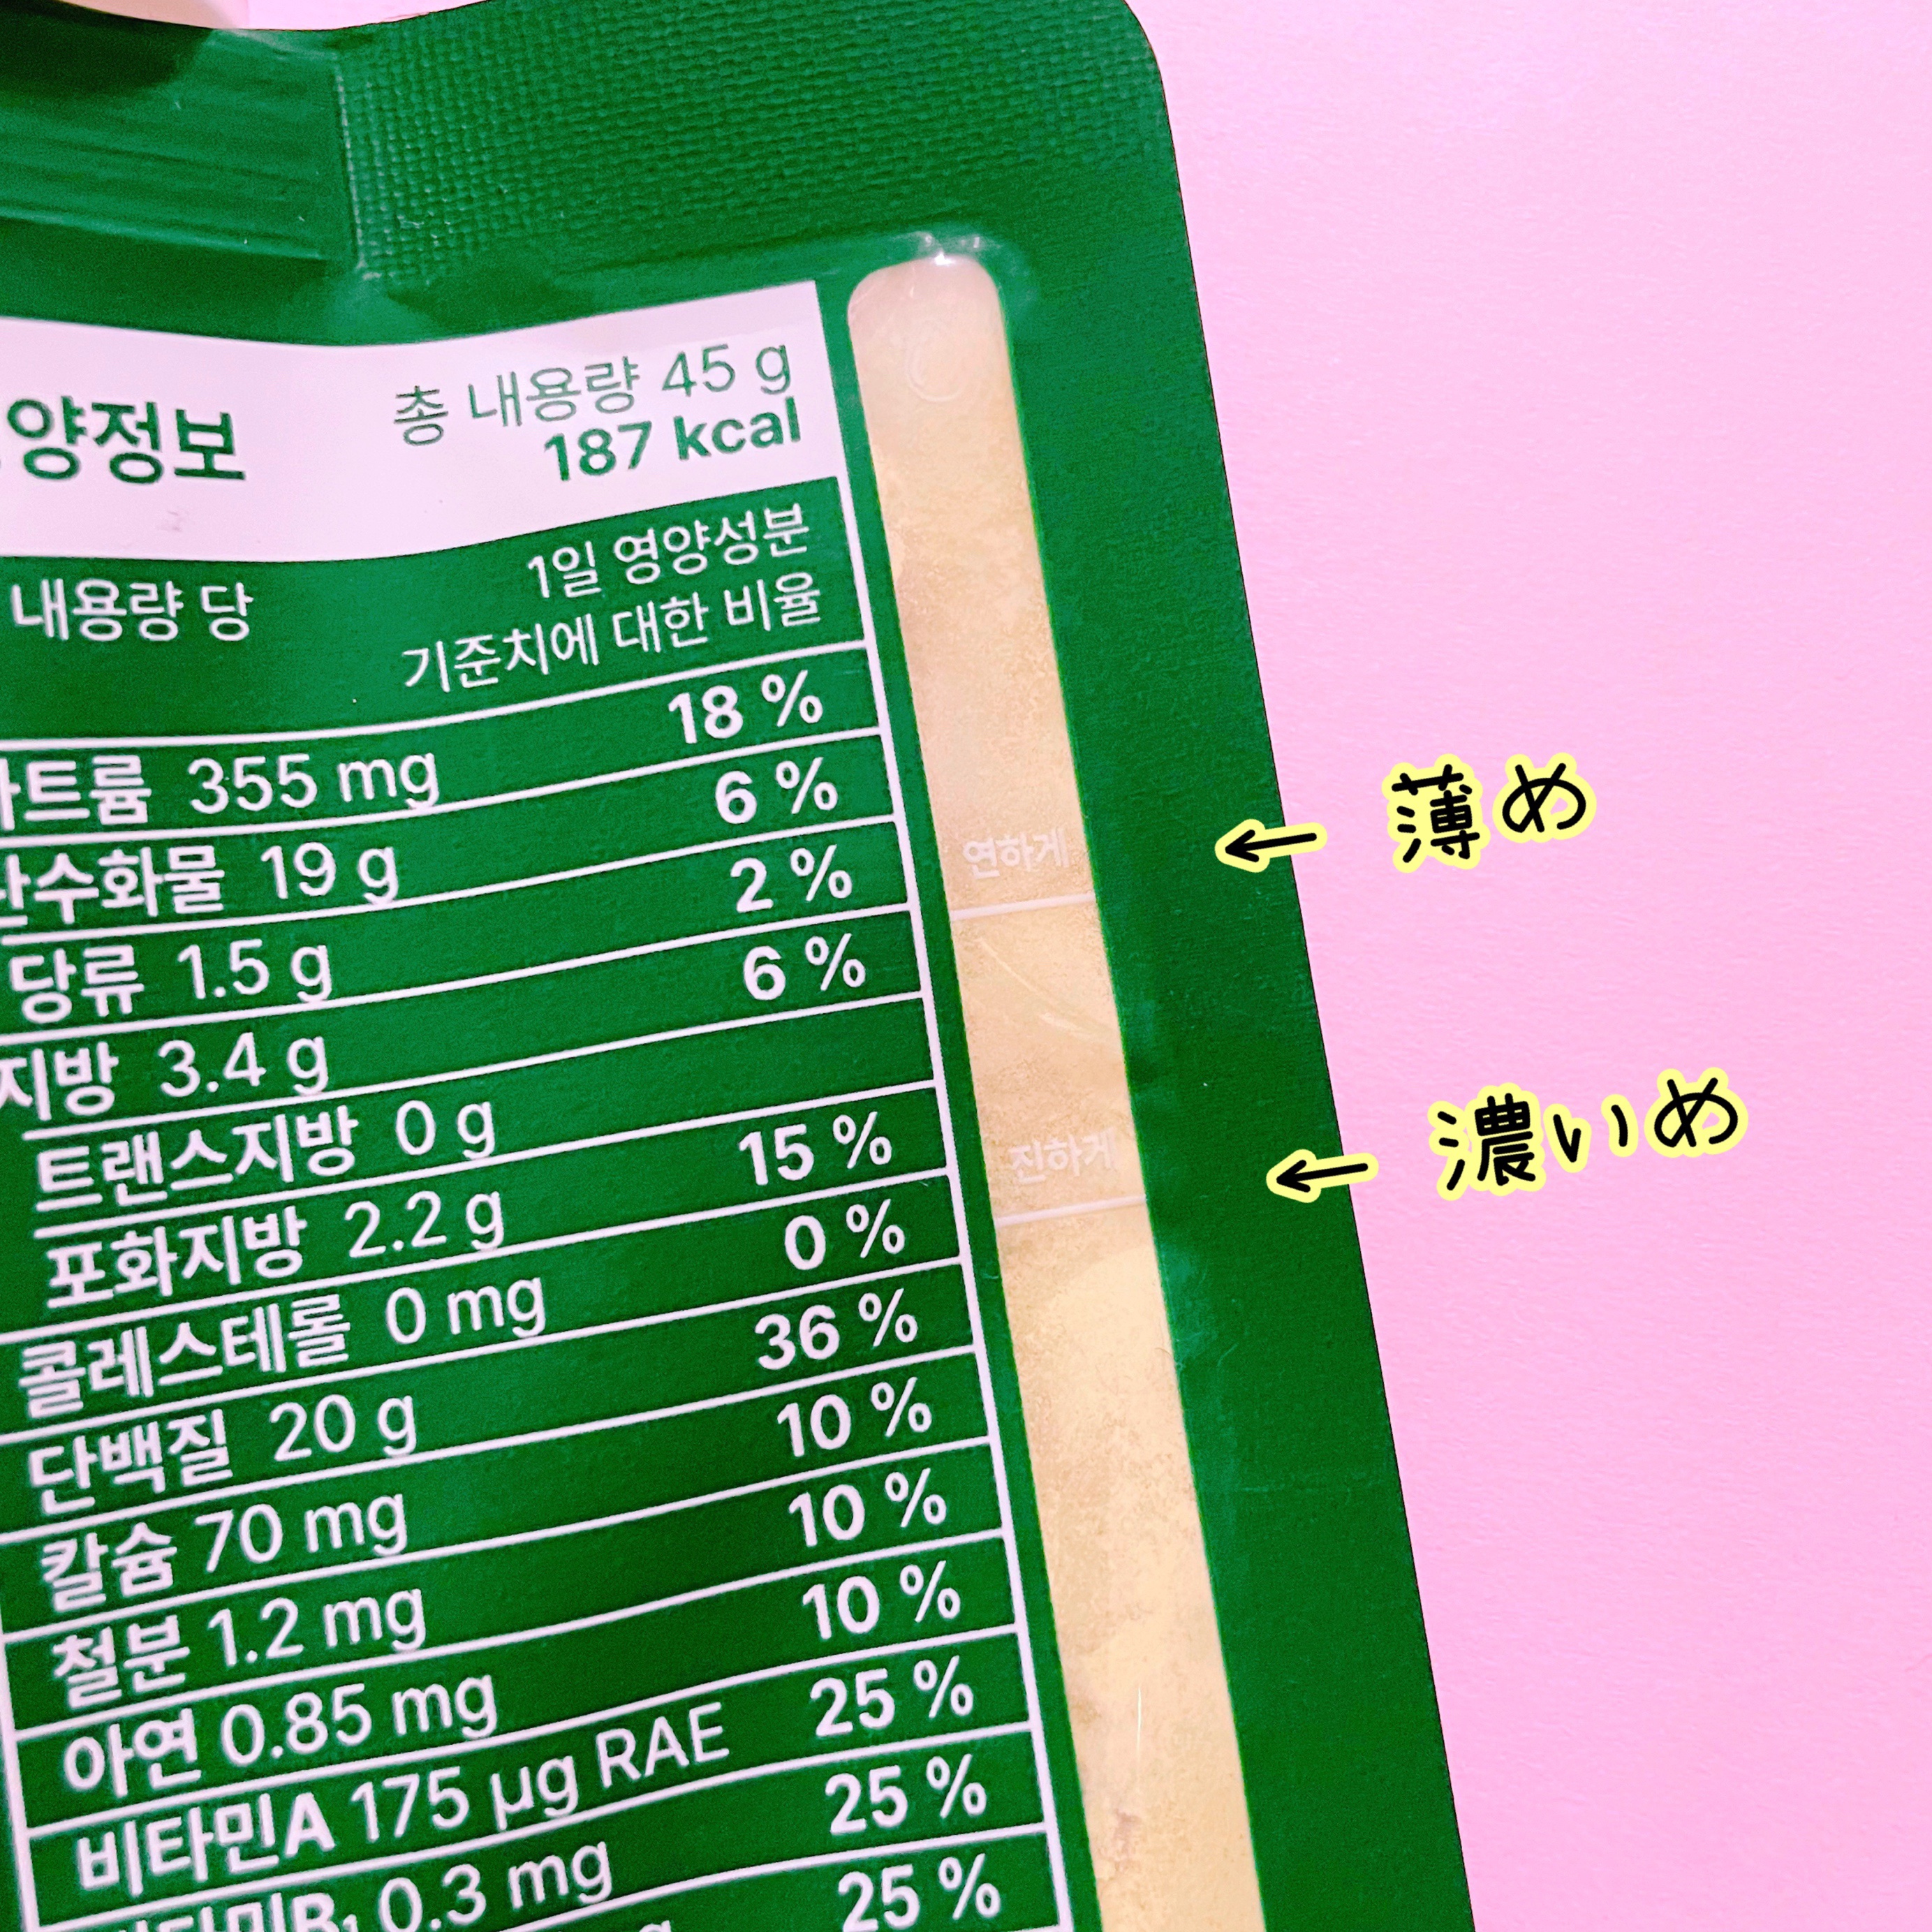 양정보
총 내용량 45 g
187 kcal
내용량 당
1일 영양성분
기준치에 대한 비율
트륨 355 mg 18 %
수화물 19 g 6 %
당류 1.5 g 2 %
지방 3.4 g 6 %
트랜스지방 0 g
포화지방 2.2 g 15 %
콜레스테롤 0 mg 0 %
단백질 20 g 36 %
칼슘 70 mg 10 %
철분 1.2 mg 10 %
아연 0.85 mg 10 %
비타민A 175 μg RAE 25 %
타민B₁ 0.3 mg 25 %
25 %
연하게
진하게
← 薄め
← 濃いめ